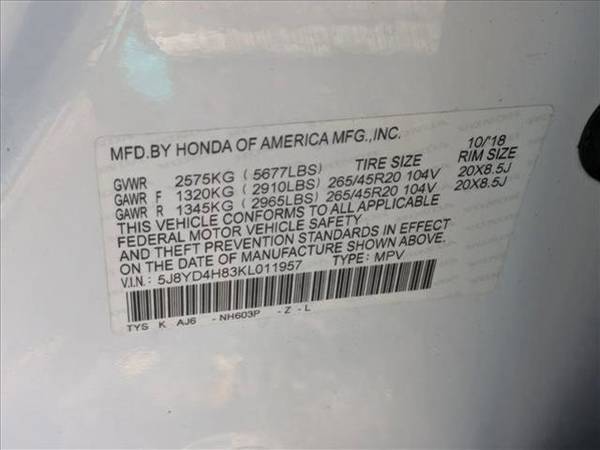 MFD.BY HONDA OF AMERICA MFG.,INC. 10/18
GVWR 2575KG ( 5677LBS) TIRE SIZE RIM SIZE
GAWR F 1320KG ( 2910LBS) 265/45R20 104V 20X8.5J
GAWR R 1345KG ( 2965LBS) 265/45R20 104V 20X8.5J
THIS VEHICLE CONFORMS TO ALL APPLICABLE
FEDERAL MOTOR VEHICLE SAFETY
AND THEFT PREVENTION STANDARDS IN EFFECT
ON THE DATE OF MANUFACTURE SHOWN ABOVE.
V.I.N.: 5J8YD4H83KL011957 TYPE: MPV
TYS K AJ6 -NH603P -Z-L